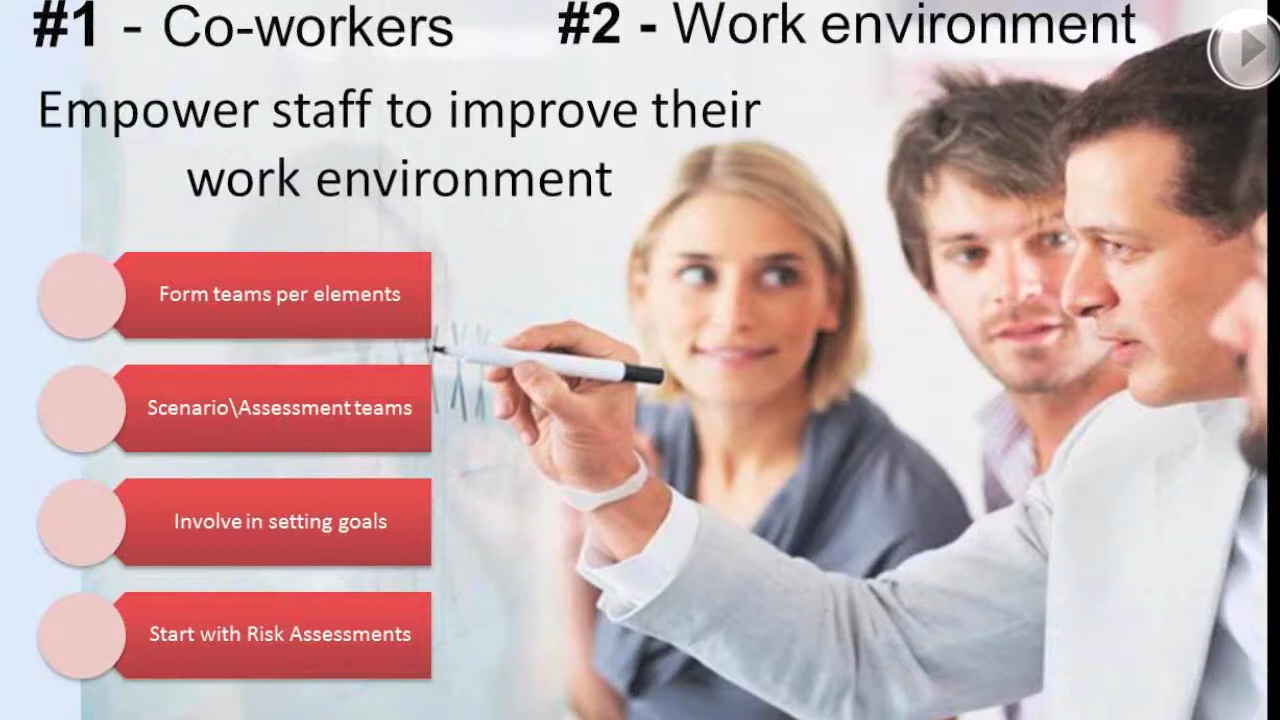 #1 - Co-workers #2 - Work environment
Empower staff to improve their
work environment
Form teams per elements
Scenario\Assessment teams
Involve in setting goals
Start with Risk Assessments